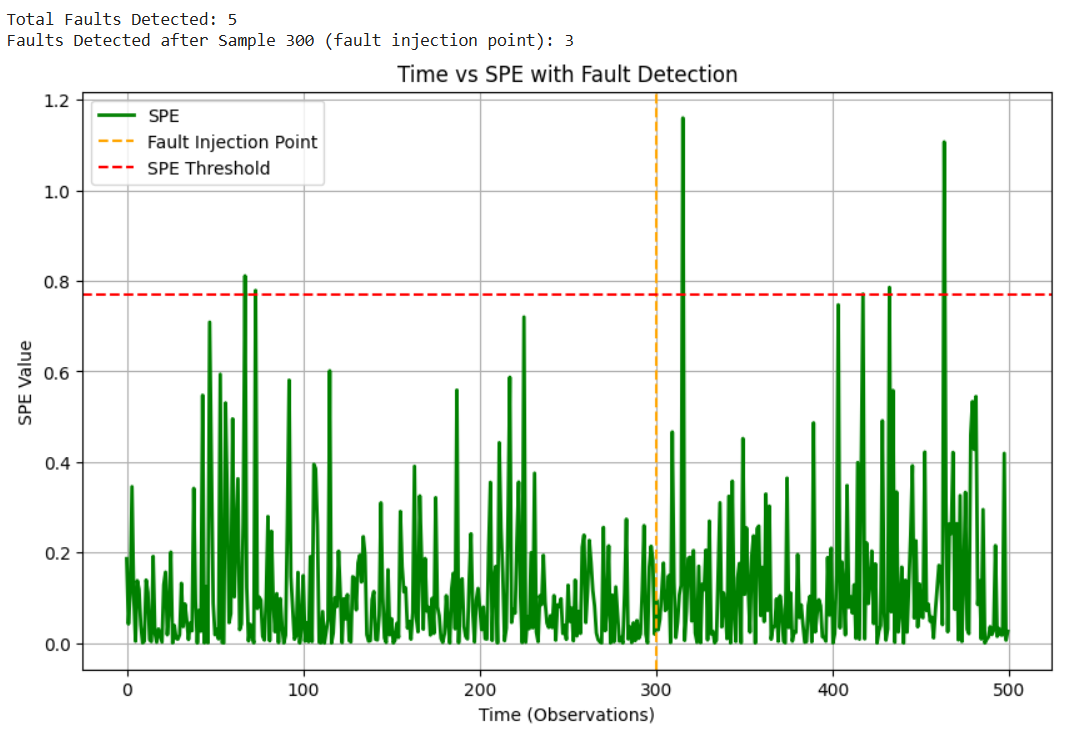 Total Faults Detected: 5
Faults Detected after Sample 300 (fault injection point): 3
Time vs SPE with Fault Detection
SPE
Fault Injection Point
SPE Threshold
1.2
1.0
0.8
0.6
0.4
0.2
0.0
SPE Value
0
100
200
300
400
500
Time (Observations)